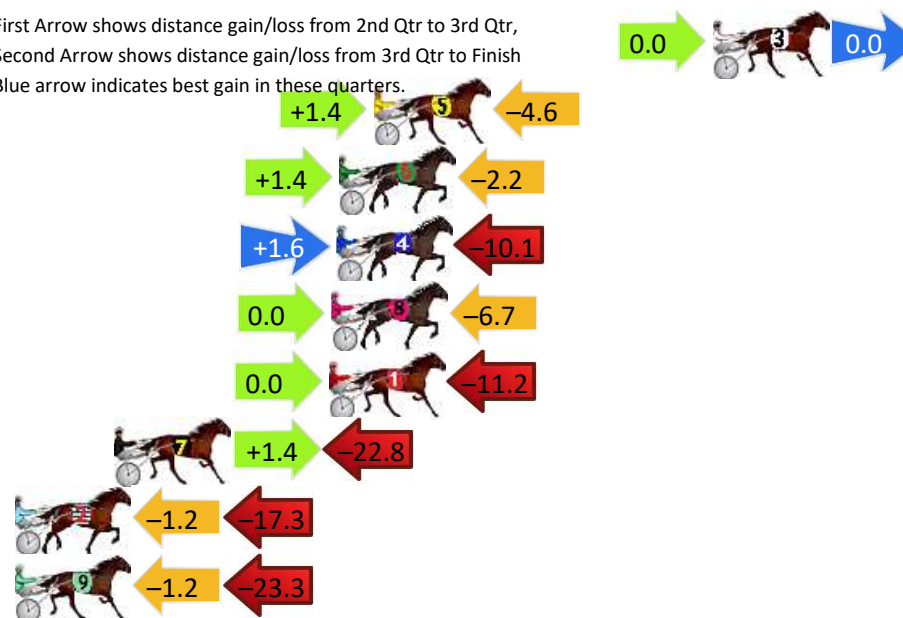 First Arrow shows distance gain/loss from 2nd Qtr to 3rd Qtr,
Second Arrow shows distance gain/loss from 3rd Qtr to Finish
Blue arrow indicates best gain in these quarters.
0.0 3 0.0
+1.4 5 –4.6
+1.4 6 –2.2
+1.6 4 –10.1
0.0 8 –6.7
0.0 1 –11.2
7 +1.4 –22.8
2 –1.2 –17.3
9 –1.2 –23.3